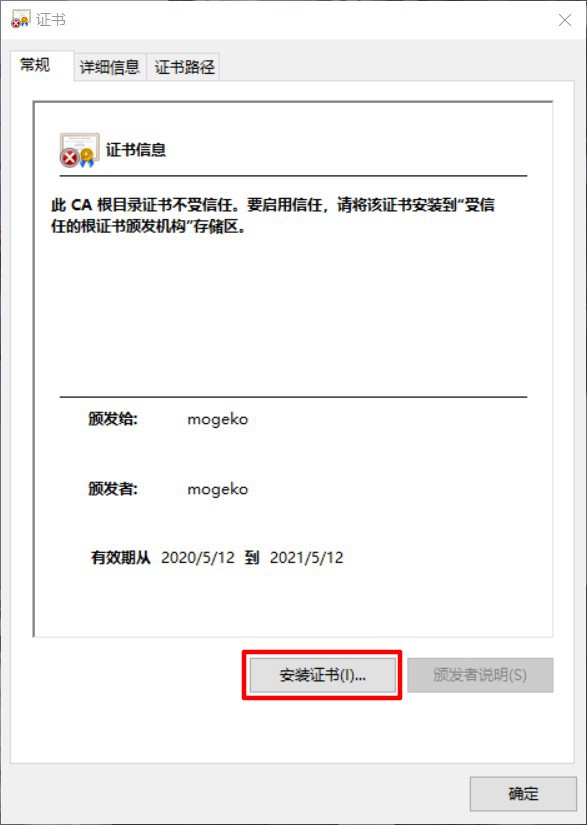 证书
常规
详细信息
证书路径
证书信息
此 CA 根目录证书不受信任。要启用信任，请将该证书安装到“受信
任的根证书颁发机构”存储区。
颁发给: mogeko
颁发者: mogeko
有效期从 2020/5/12 到 2021/5/12
安装证书(I)...
颁发者说明(S)
确定